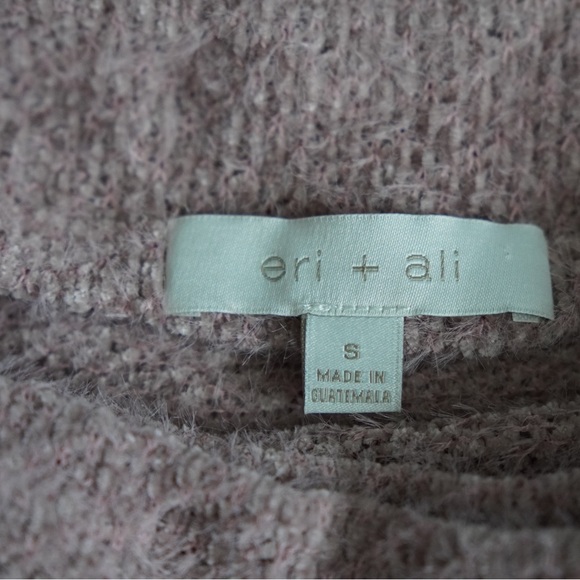 eri + ali
S
MADE IN
GUATEMALA